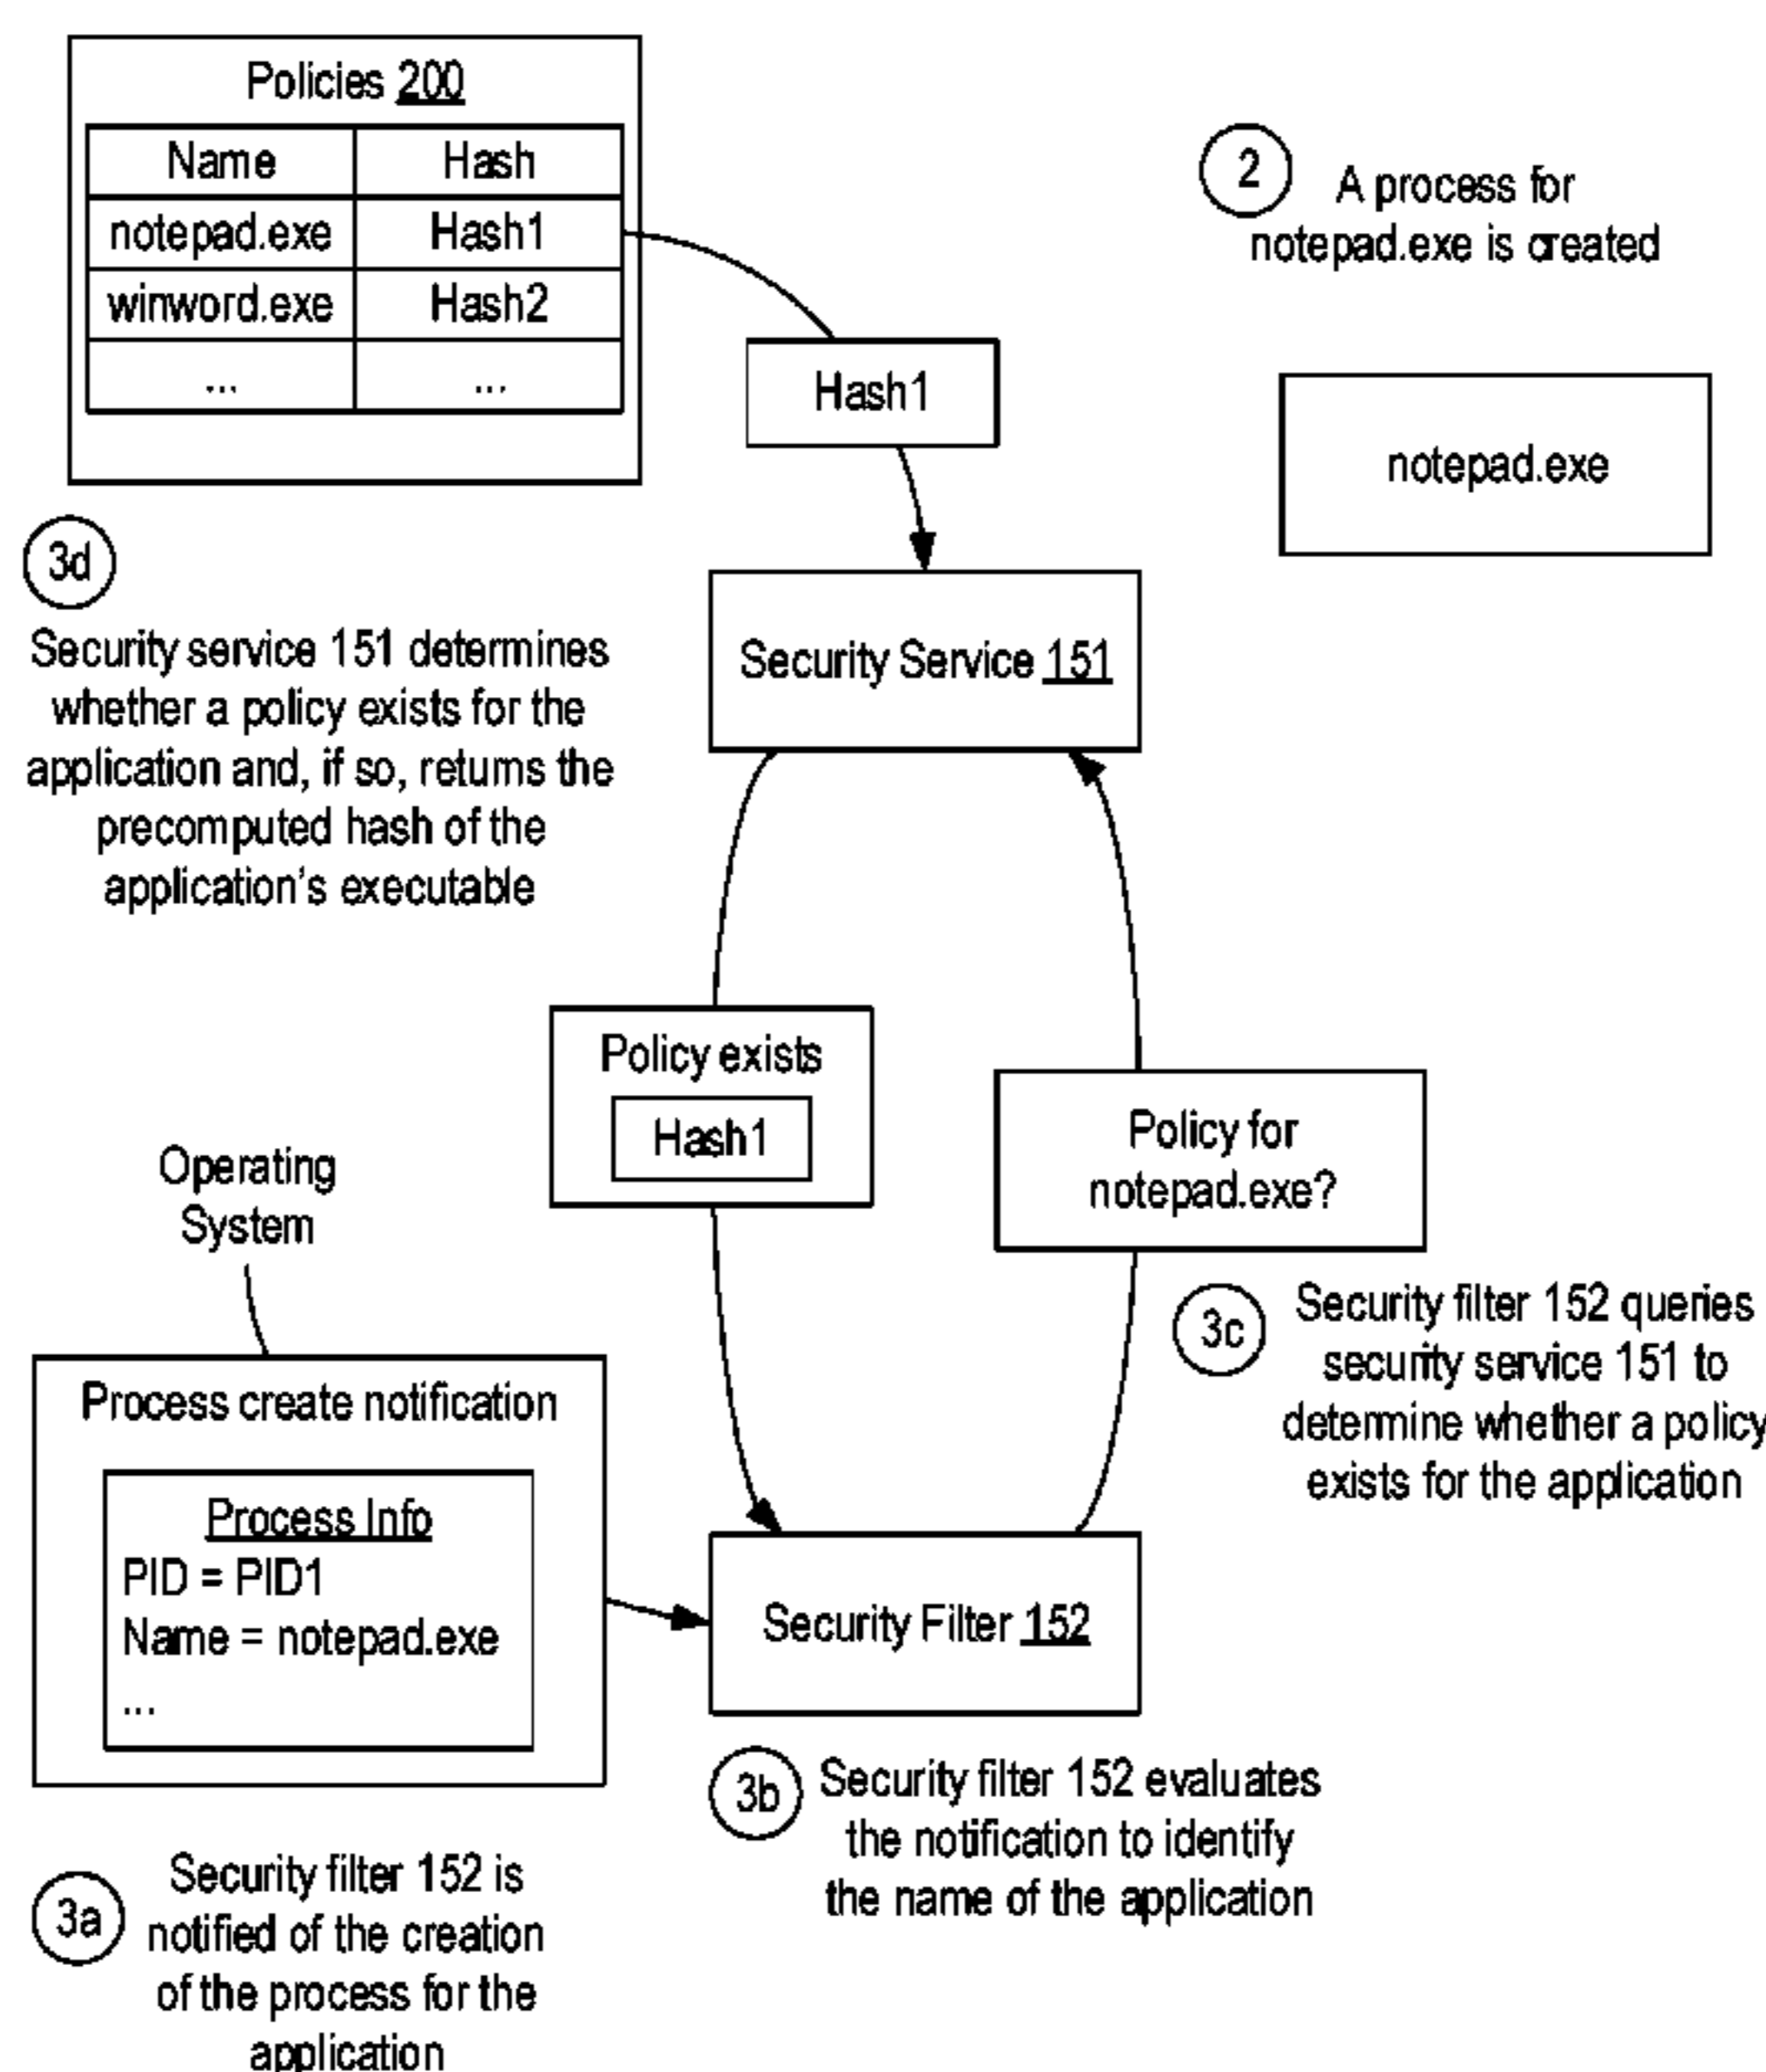 Policies 200
Name Hash
notepad.exe Hash1
winword.exe Hash2
... ...
2
A process for
notepad.exe is created
Hash1
notepad.exe
3d
Security service 151 determines
whether a policy exists for the
application and, if so, returns the
precomputed hash of the
application's executable
Security Service 151
Policy exists
Hash1
Policy for
notepad.exe?
Operating
System
3c
Security filter 152 queries
security service 151 to
determine whether a policy
exists for the application
Process create notification
Process Info
PID = PID1
Name = notepad.exe
...
Security Filter 152
3b
Security filter 152 evaluates
the notification to identify
the name of the application
3a
Security filter 152 is
notified of the creation
of the process for the
application